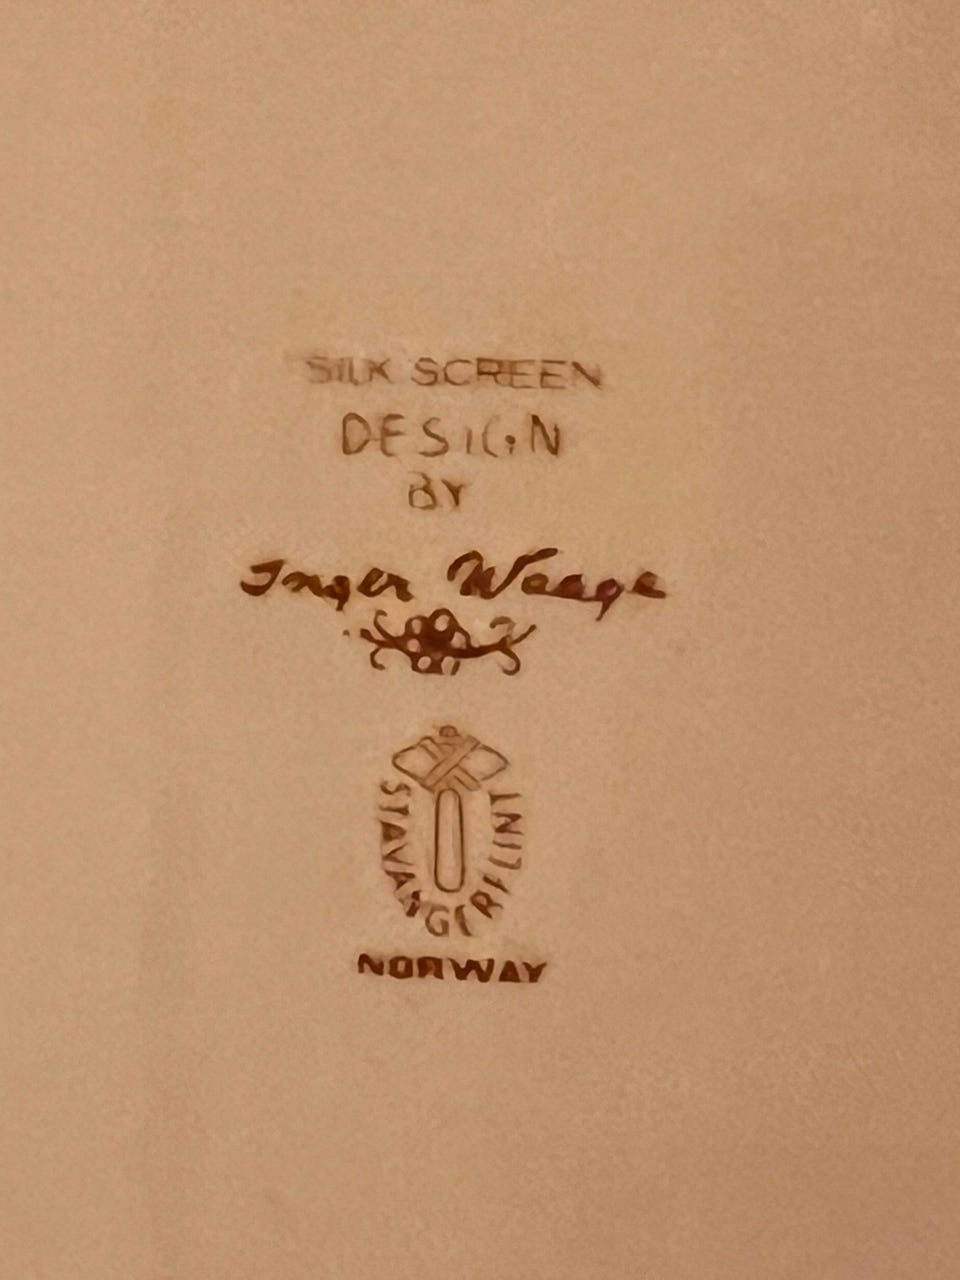 SILK SCREEN
DESIGN
BY
Inger Waage
STAVANGERFLINT
NORWAY